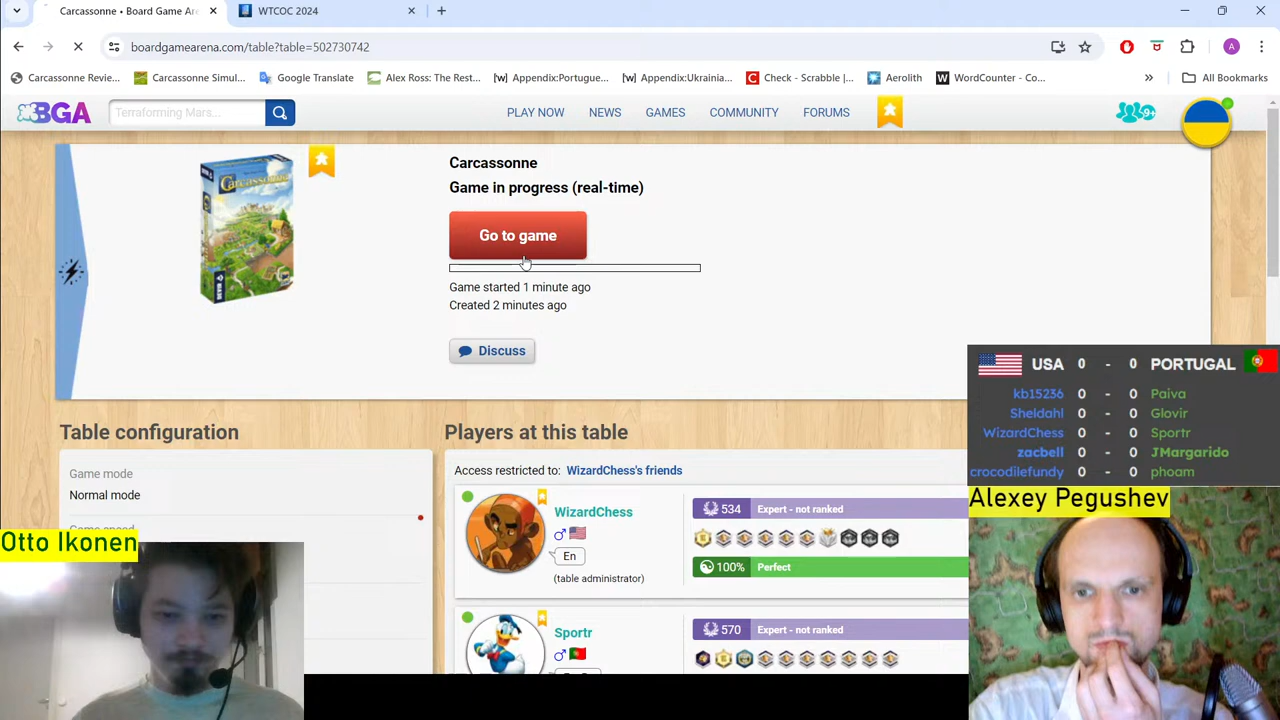 Carcassonne • Board Game Are
WTCOC 2024
boardgamearena.com/table?table=502730742
A
Carcassonne Revie...
Carcassonne Simul...
Google Translate
Alex Ross: The Rest...
[w] Appendix:Portugue...
[w] Appendix:Ukrainia...
C Check - Scrabble |...
Aerolith
W WordCounter - Co...
»
All Bookmarks
BGA
Terraforming Mars...
PLAY NOW
NEWS
GAMES
COMMUNITY
FORUMS
9+
Carcassonne
Carcassonne
Game in progress (real-time)
Go to game
Game started 1 minute ago
Created 2 minutes ago
Discuss
USA 0 - 0 PORTUGAL
kb15236 0 - 0 Paiva
Sheldahl 0 - 0 Glovir
WizardChess 0 - 0 Sportr
zacbell 0 - 0 JMargarido
crocodilefundy 0 - 0 phoam
Table configuration
Game mode
Normal mode
Players at this table
Access restricted to: WizardChess's friends
WizardChess
En
(table administrator)
534 Expert - not ranked
100% Perfect
Sportr
570 Expert - not ranked
Otto Ikonen
Alexey Pegushev